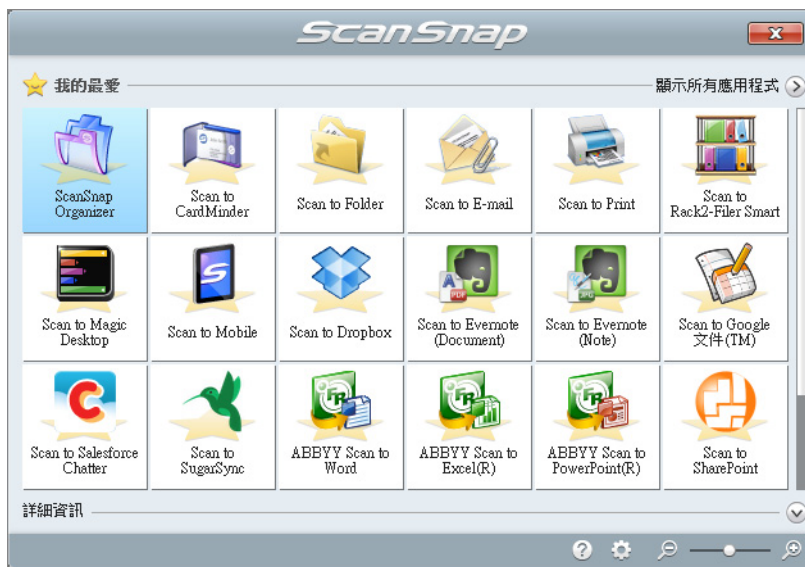 ScanSnap
我的最愛
顯示所有應用程式
ScanSnap
Organizer
Scan to
CardMinder
Scan to Folder
Scan to E-mail
Scan to Print
Scan to
Rack2-Filer Smart
Scan to Magic
Desktop
Scan to Mobile
Scan to Dropbox
Scan to Evernote
(Document)
Scan to Evernote
(Note)
Scan to Google
文件(TM)
Scan to Salesforce
Chatter
Scan to
SugarSync
ABBYY Scan to
Word
ABBYY Scan to
Excel(R)
ABBYY Scan to
PowerPoint(R)
Scan to
SharePoint
詳細資訊